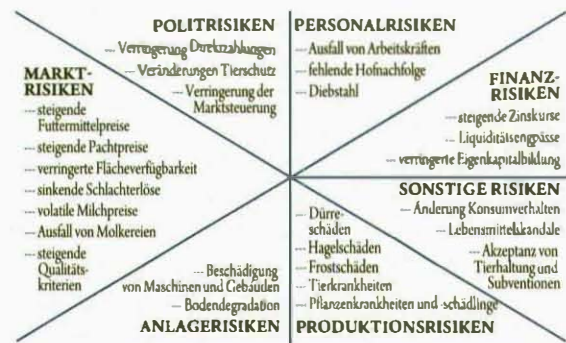 POLITRISIKEN
— Verringerung Direktzahlungen
— Veränderungen Tierschutz
— Verringerung der
Marktsteuerung
PERSONALRISIKEN
— Ausfall von Arbeitskräften
— fehlende Hofnachfolge
— Diebstahl
MARKT-
RISIKEN
— steigende
Futtermittelpreise
— steigende Pachtpreise
— verringerte Flächeverfügbarkeit
— sinkende Schlachterlöse
— volatile Milchpreise
— Ausfall von Molkereien
— steigende
Qualitäts-
kriterien
FINANZ-
RISIKEN
— steigende Zinskurse
— Liquiditätsengpässe
— verringerte Eigenkapitalbildung
SONSTIGE RISIKEN
— Änderung Konsumverhalten
— Lebensmittelskandale
— Akzeptanz von
Tierhaltung und
Subventionen
— Beschädigung
von Maschinen und Gebäuden
— Bodendegradation
ANLAGERISIKEN
— Dürre-
schäden
— Hagelschäden
— Frostschäden
— Tierkrankheiten
— Pflanzenkrankheiten und -schädlinge
PRODUKTIONSRISIKEN